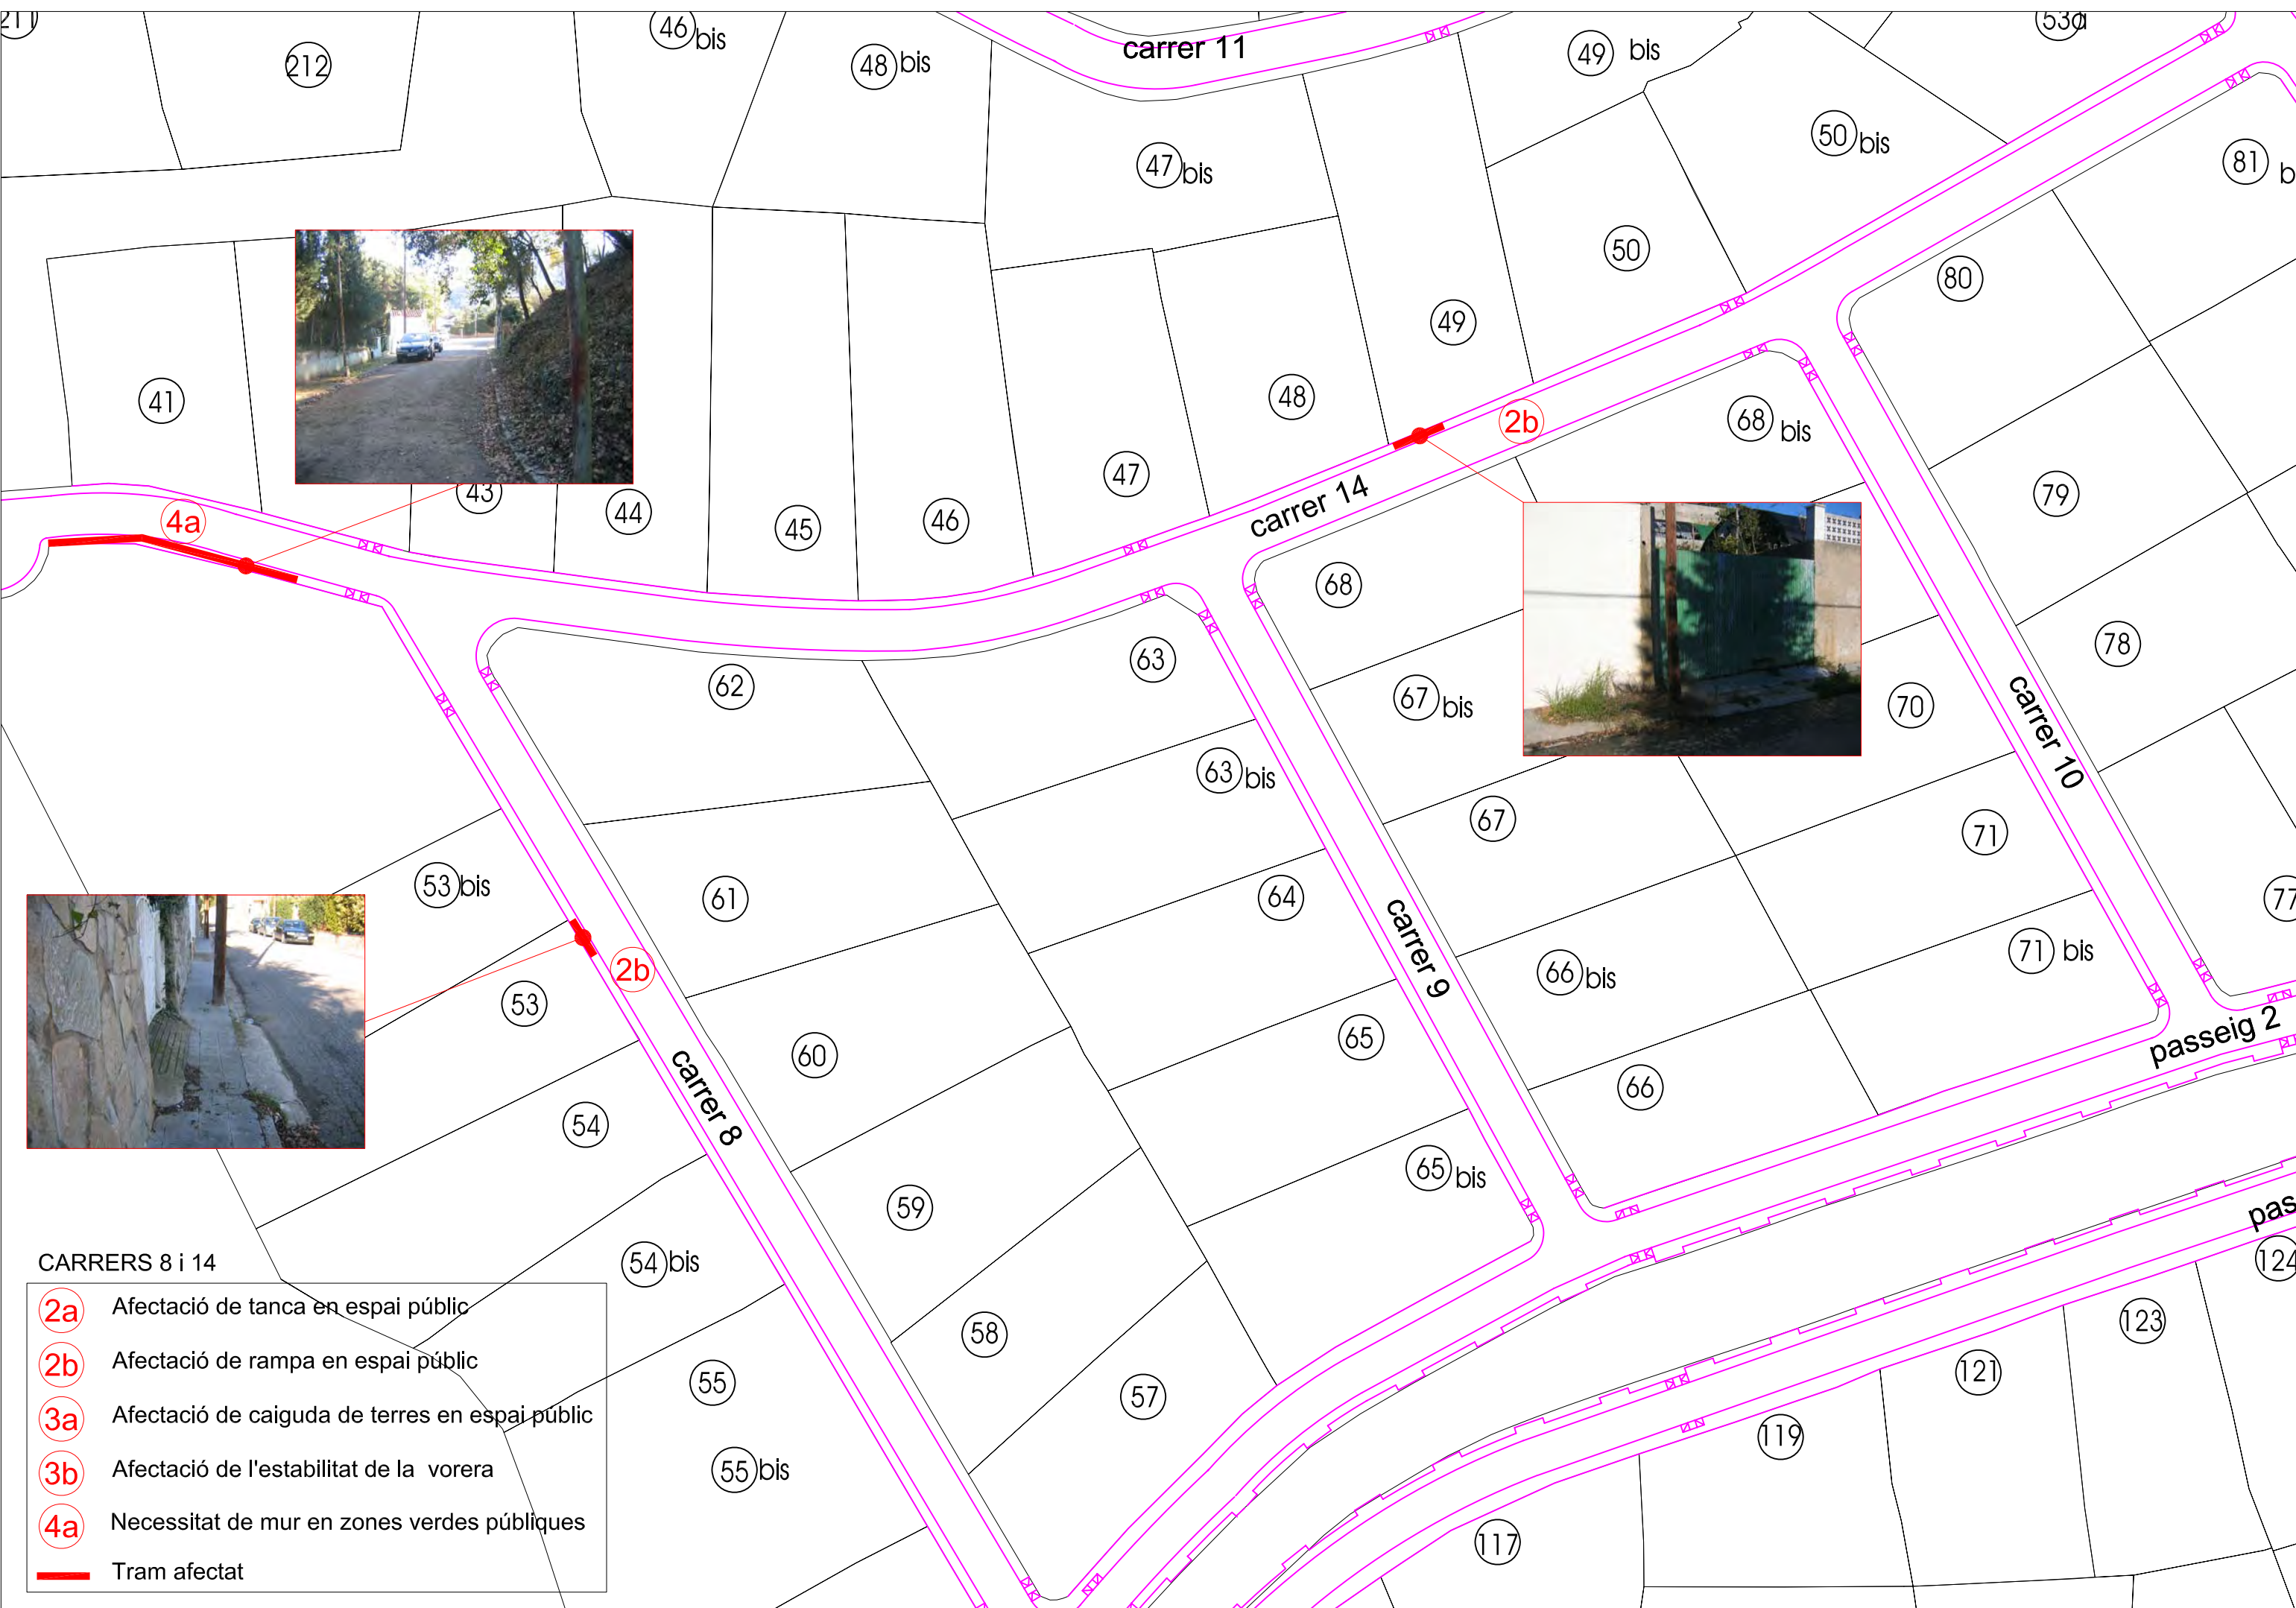 211
212
46 bis
48 bis
carrer 11
49 bis
53a
50 bis
47 bis
81 b
50
80
49
41
48
2b
68 bis
47
43
44
45
46
4a
carrer 14
79
68
63
78
62
67 bis
70
carrer 10
63 bis
67
71
53 bis
61
64
77
carrer 9
71 bis
2b
66 bis
53
passeig 2
65
60
66
carrer 8
54
65 bis
59
pas
54 bis
124
58
123
121
55
57
119
55 bis
117
CARRERS 8 i 14
2a Afectació de tanca en espai públic
2b Afectació de rampa en espai públic
3a Afectació de caiguda de terres en espai públic
3b Afectació de l'estabilitat de la vorera
4a Necessitat de mur en zones verdes públiques
Tram afectat